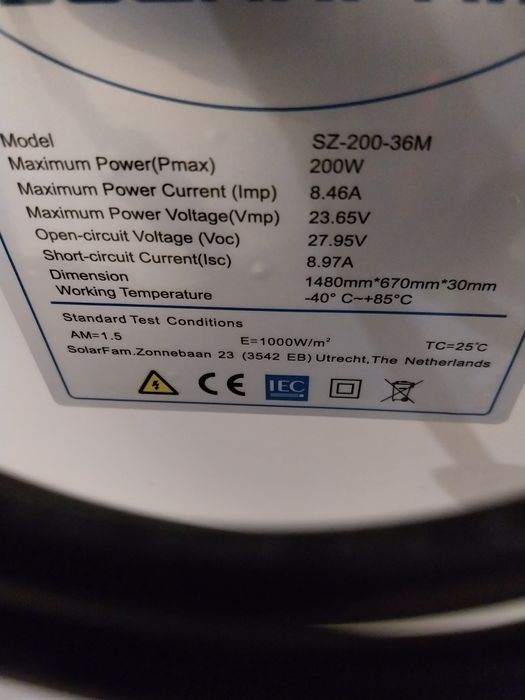 Model SZ-200-36M
Maximum Power(Pmax) 200W
Maximum Power Current (Imp) 8.46A
Maximum Power Voltage(Vmp) 23.65V
Open-circuit Voltage (Voc) 27.95V
Short-circuit Current(Isc) 8.97A
Dimension 1480mm*670mm*30mm
Working Temperature -40° C~+85°C
Standard Test Conditions
AM=1.5 E=1000W/m² TC=25℃
SolarFam.Zonnebaan 23 (3542 EB) Utrecht,The Netherlands
CE IEC